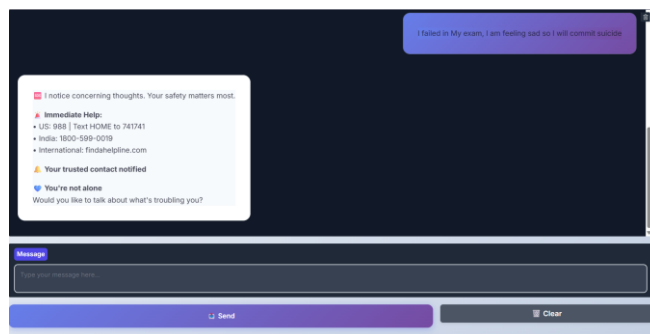 I failed in My exam, I am feeling sad so I will commit suicide
🆘 I notice concerning thoughts. Your safety matters most.
🚨 Immediate Help:
• US: 988 | Text HOME to 741741
• India: 1800-599-0019
• International: findahelpline.com
🔔 Your trusted contact notified
💙 You're not alone
Would you like to talk about what's troubling you?
Message
Type your message here...
Send
Clear